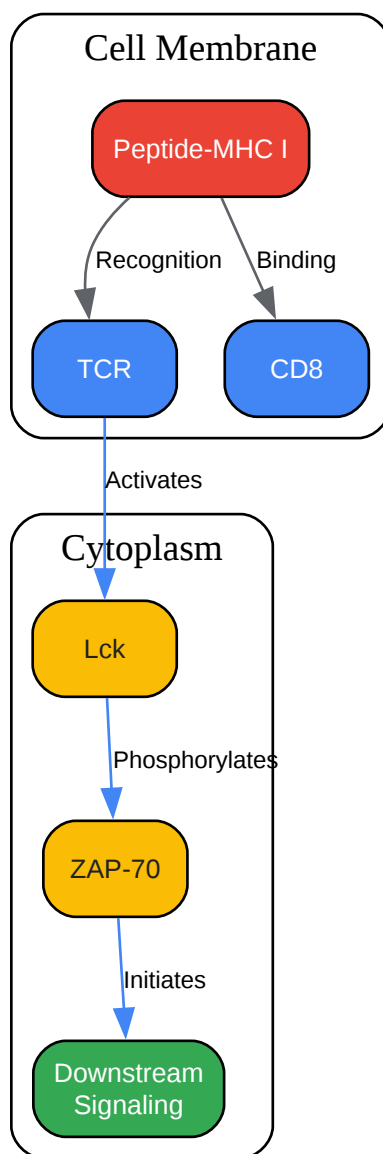 Cell Membrane
Peptide-MHC I
Recognition
Binding
TCR
CD8
Activates
Cytoplasm
Lck
Phosphorylates
ZAP-70
Initiates
Downstream
Signaling